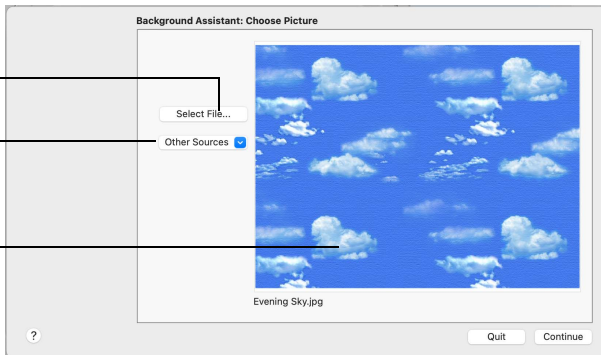 Background Assistant: Choose Picture
Select File...
Other Sources
Evening Sky.jpg
?
Quit
Continue